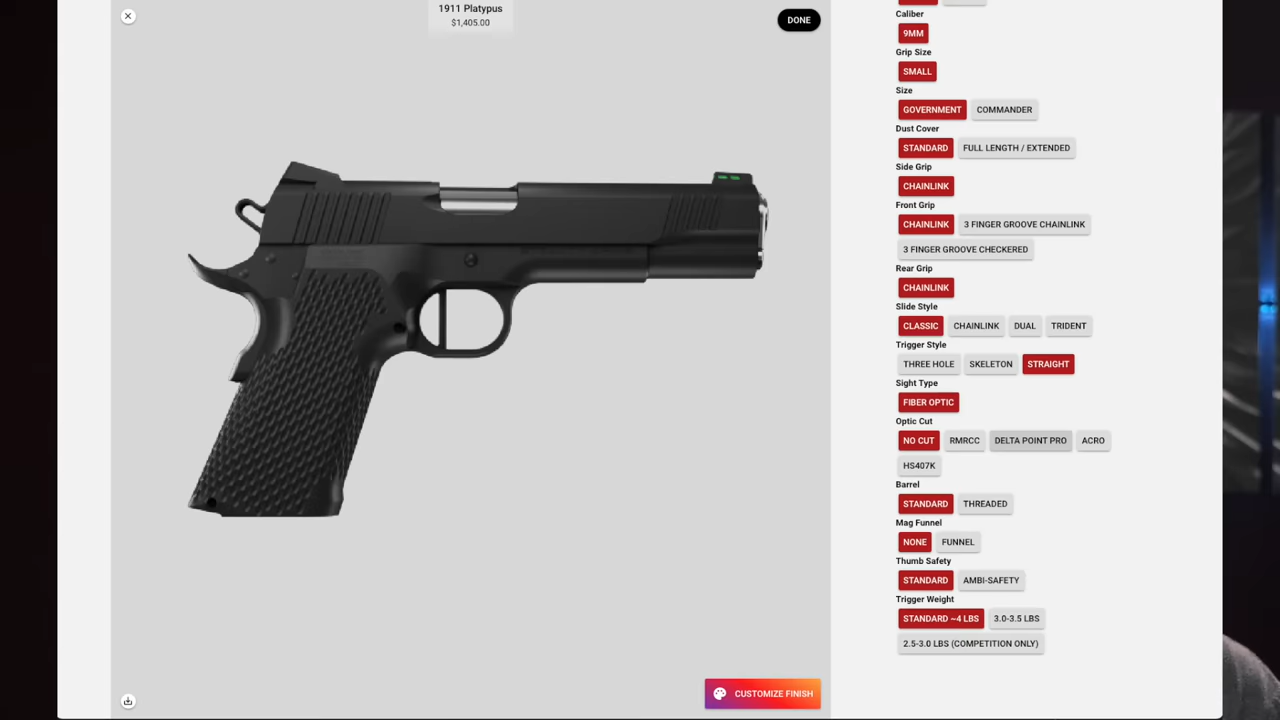 1911 Platypus
$1,405.00
DONE
Caliber
9MM
Grip Size
SMALL
Size
GOVERNMENT COMMANDER
Dust Cover
STANDARD FULL LENGTH / EXTENDED
Side Grip
CHAINLINK
Front Grip
CHAINLINK 3 FINGER GROOVE CHAINLINK
3 FINGER GROOVE CHECKERED
Rear Grip
CHAINLINK
Slide Style
CLASSIC CHAINLINK DUAL TRIDENT
Trigger Style
THREE HOLE SKELETON STRAIGHT
Sight Type
FIBER OPTIC
Optic Cut
NO CUT RMRCC DELTA POINT PRO ACRO
HS407K
Barrel
STANDARD THREADED
Mag Funnel
NONE FUNNEL
Thumb Safety
STANDARD AMBI-SAFETY
Trigger Weight
STANDARD ~4 LBS 3.0-3.5 LBS
2.5-3.0 LBS (COMPETITION ONLY)
CUSTOMIZE FINISH